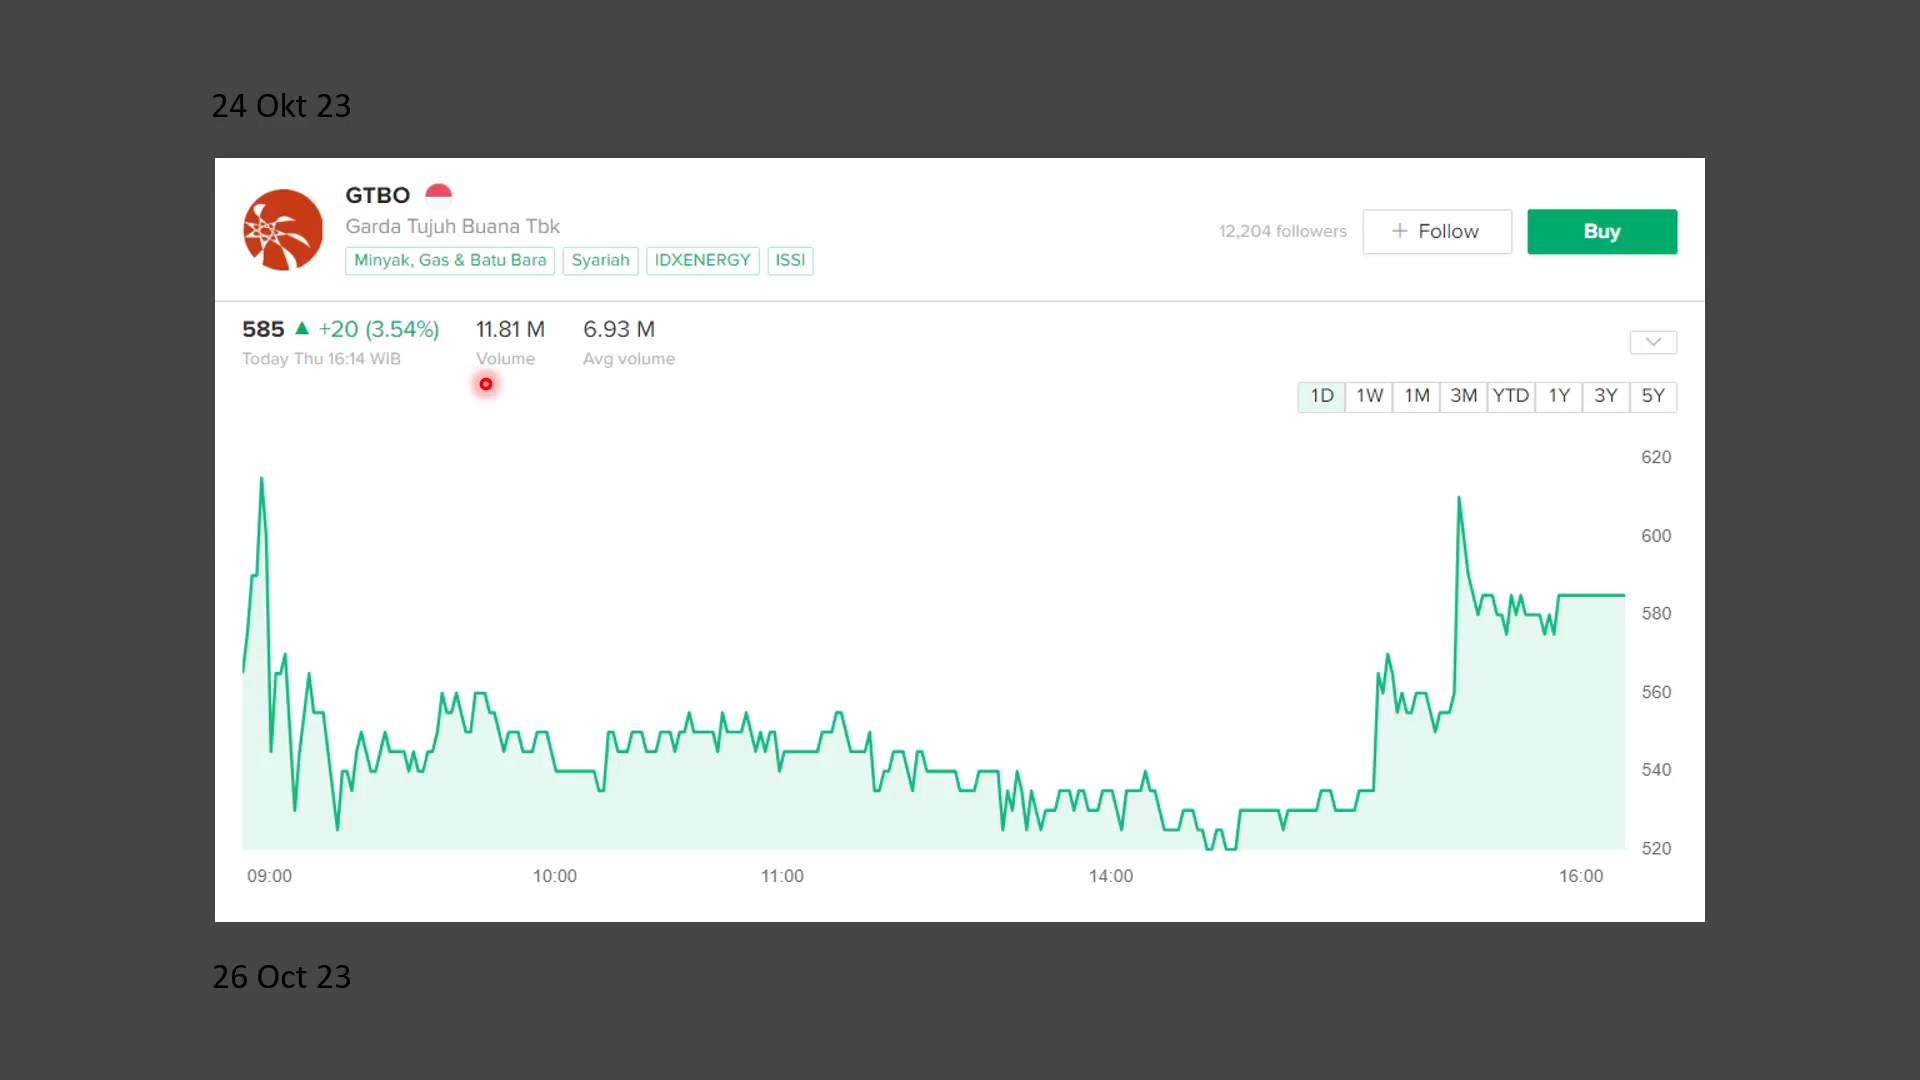 24 Okt 23
GTBO
Garda Tujuh Buana Tbk
Minyak, Gas & Batu Bara Syariah IDXENERGY ISSI
12,204 followers + Follow Buy
585 ▲ +20 (3.54%) 11.81 M 6.93 M
Today Thu 16:14 WIB Volume Avg volume
1D 1W 1M 3M YTD 1Y 3Y 5Y
620
600
580
560
540
520
09:00 10:00 11:00 14:00 16:00
26 Oct 23